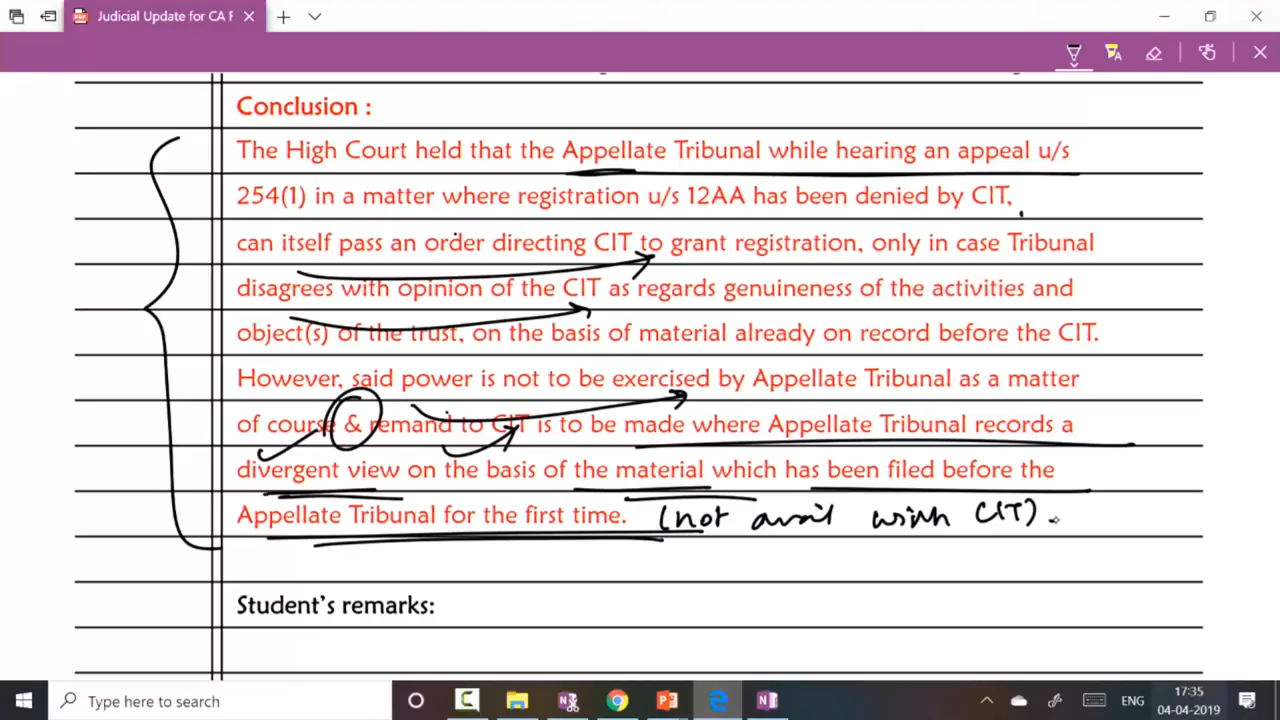 Judicial Update for CA F
Conclusion :
The High Court held that the Appellate Tribunal while hearing an appeal u/s
254(1) in a matter where registration u/s 12AA has been denied by CIT,
can itself pass an order directing CIT to grant registration, only in case Tribunal
disagrees with opinion of the CIT as regards genuineness of the activities and
object(s) of the trust, on the basis of material already on record before the CIT.
However, said power is not to be exercised by Appellate Tribunal as a matter
of course & remand to CIT is to be made where Appellate Tribunal records a
divergent view on the basis of the material which has been filed before the
Appellate Tribunal for the first time. (not avail with CIT).
Student's remarks:
Type here to search
ENG
17:35
04-04-2019